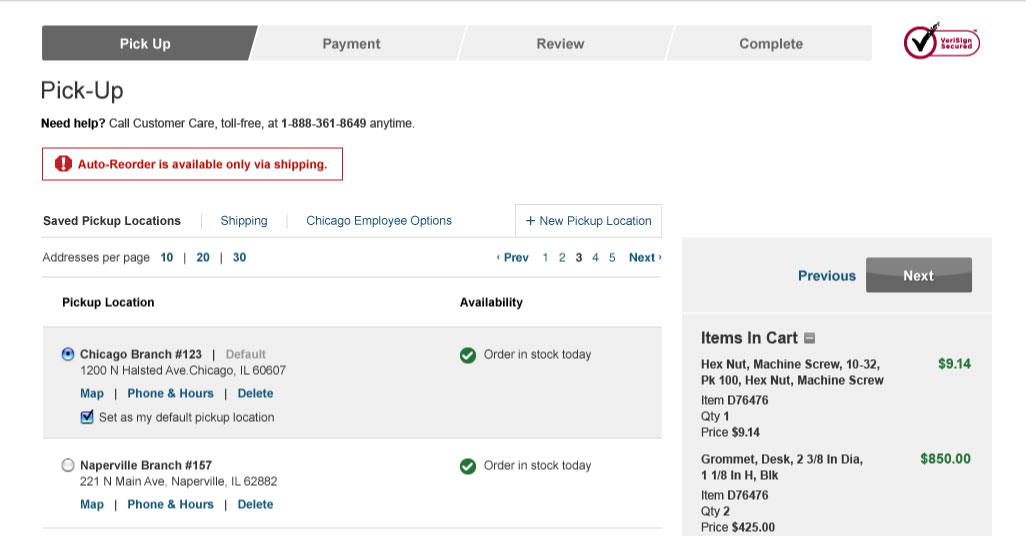 Pick Up Payment Review Complete
VeriSign
Secured
Pick-Up
Need help? Call Customer Care, toll-free, at 1-888-361-8649 anytime.
Auto-Reorder is available only via shipping.
Saved Pickup Locations | Shipping | Chicago Employee Options + New Pickup Location
Addresses per page 10 | 20 | 30 ‹ Prev 1 2 3 4 5 Next ›
Pickup Location Availability
Chicago Branch #123 | Default Order in stock today
1200 N Halsted Ave.Chicago, IL 60607
Map | Phone & Hours | Delete
Set as my default pickup location
Naperville Branch #157 Order in stock today
221 N Main Ave, Naperville, IL 62882
Map | Phone & Hours | Delete
Previous Next
Items In Cart
Hex Nut, Machine Screw, 10-32, $9.14
Pk 100, Hex Nut, Machine Screw
Item D76476
Qty 1
Price $9.14
Grommet, Desk, 2 3/8 In Dia, $850.00
1 1/8 In H, Blk
Item D76476
Qty 2
Price $425.00